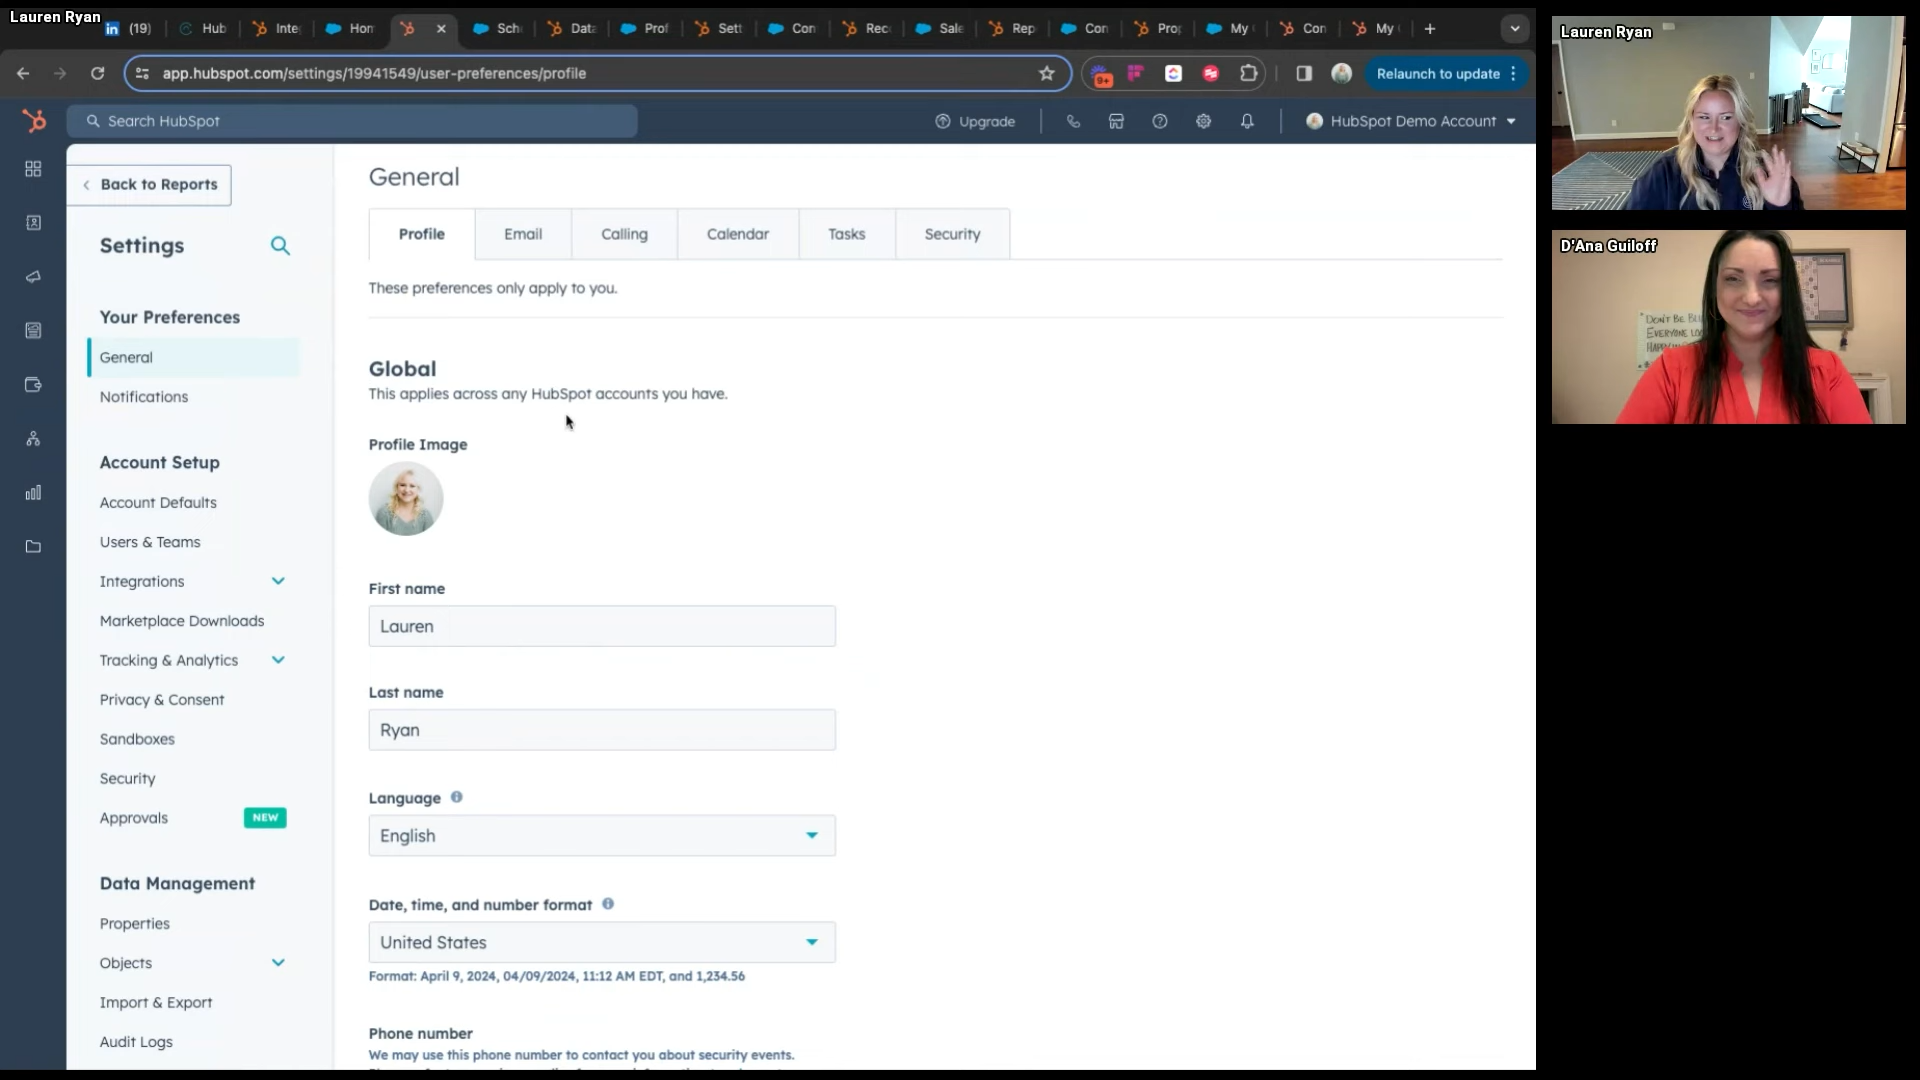 Lauren Ryan
(19)
Hub
Inte
Hom
Sch
Data
Prof
Sett
Con
Rec
Sale
Rep
Con
Prop
My
Con
My
app.hubspot.com/settings/19941549/user-preferences/profile
9+
Relaunch to update
Search HubSpot
Upgrade
HubSpot Demo Account
Back to Reports
Settings
Your Preferences
General
Notifications
Account Setup
Account Defaults
Users & Teams
Integrations
Marketplace Downloads
Tracking & Analytics
Privacy & Consent
Sandboxes
Security
Approvals NEW
Data Management
Properties
Objects
Import & Export
Audit Logs
General
Profile
Email
Calling
Calendar
Tasks
Security
These preferences only apply to you.
Global
This applies across any HubSpot accounts you have.
Profile Image
First name
Lauren
Last name
Ryan
Language
English
Date, time, and number format
United States
Format: April 9, 2024, 04/09/2024, 11:12 AM EDT, and 1,234.56
Phone number
We may use this phone number to contact you about security events.
Lauren Ryan
D'Ana Guiloff
Don't Be
Everyone